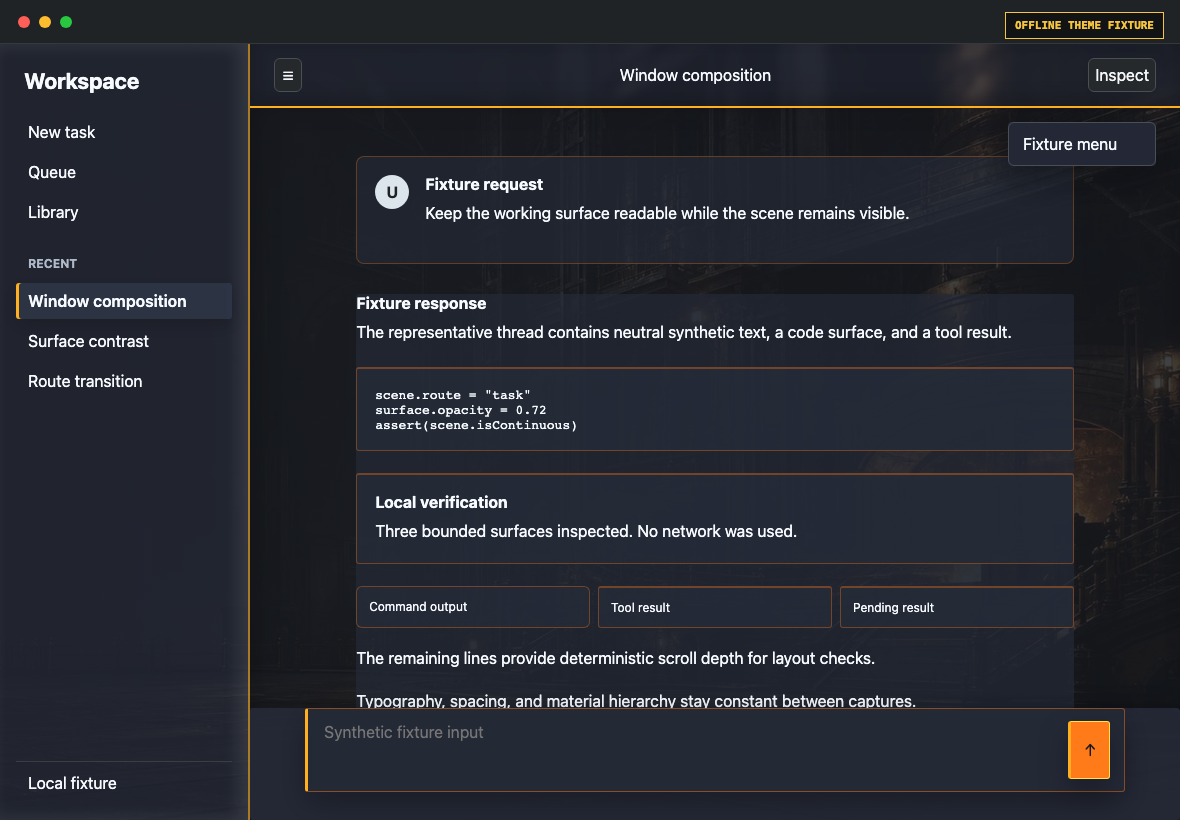 OFFLINE THEME FIXTURE
Workspace
New task
Queue
Library
RECENT
Window composition
Surface contrast
Route transition
Local fixture
Window composition
Inspect
Fixture menu
U
Fixture request
Keep the working surface readable while the scene remains visible.
Fixture response
The representative thread contains neutral synthetic text, a code surface, and a tool result.
scene.route = "task"
surface.opacity = 0.72
assert(scene.isContinuous)
Local verification
Three bounded surfaces inspected. No network was used.
Command output
Tool result
Pending result
The remaining lines provide deterministic scroll depth for layout checks.
Typography, spacing, and material hierarchy stay constant between captures.
Synthetic fixture input